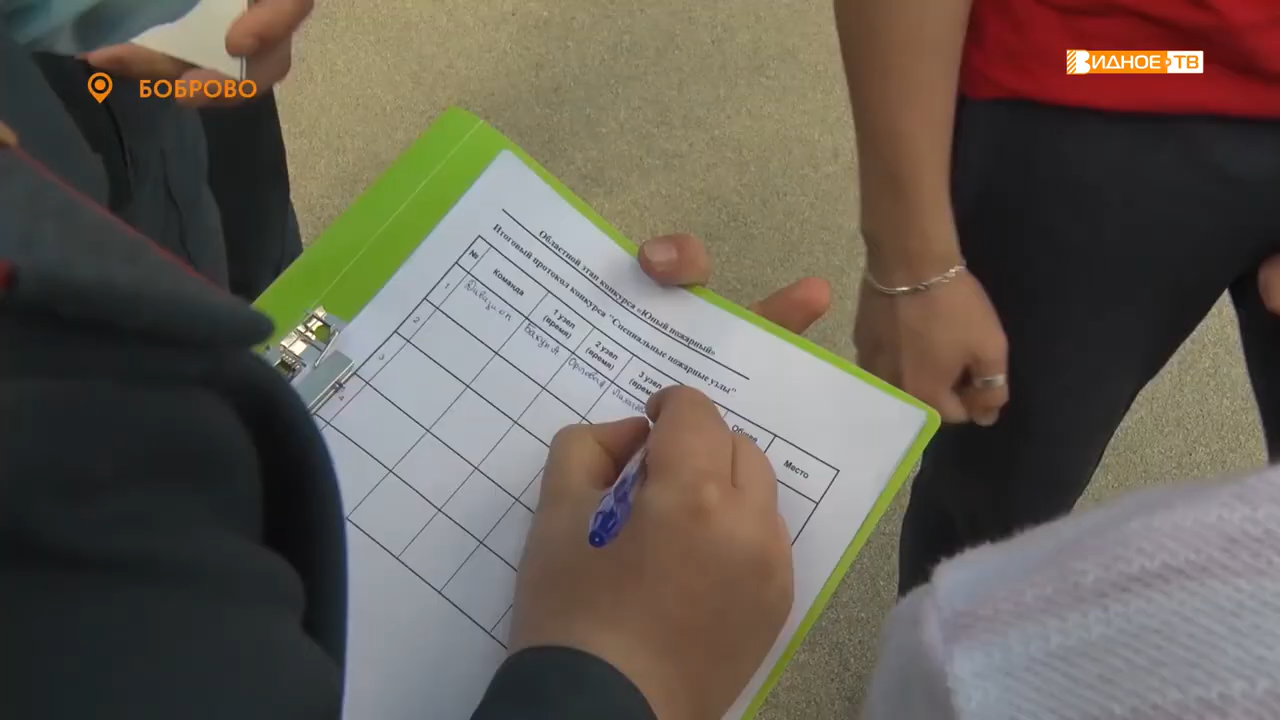 БОБРОВО
ВИДНОЕ ТВ
Областной этап конкурса «Юный пожарный»
Итоговый протокол конкурса "Специальные пожарные узлы"
№
Команда
1 узел
(время)
2 узел
(время)
3 узел
(время)
Общее
Место
1
2
3
4